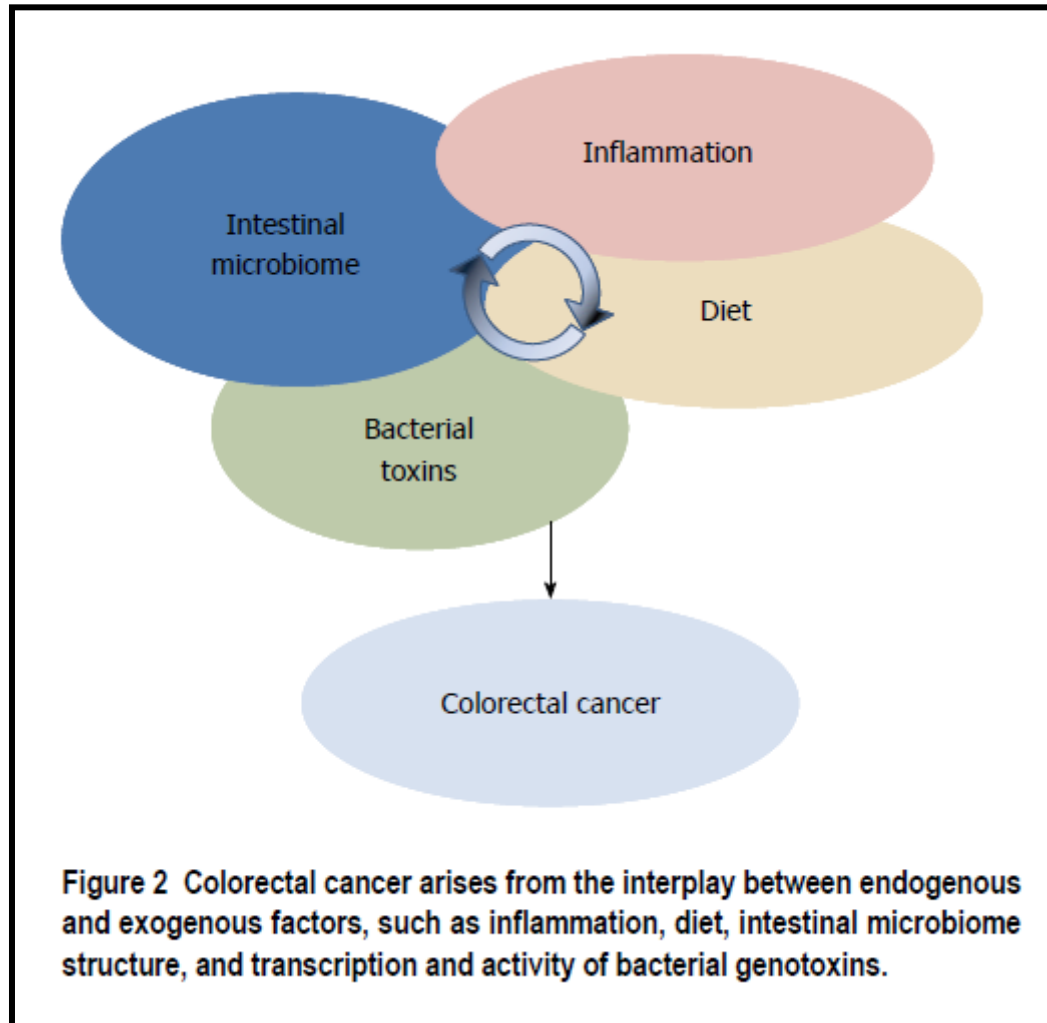 Inflammation
Intestinal
microbiome
Diet
Bacterial
toxins
Colorectal cancer
Figure 2 Colorectal cancer arises from the interplay between endogenous
and exogenous factors, such as inflammation, diet, intestinal microbiome
structure, and transcription and activity of bacterial genotoxins.